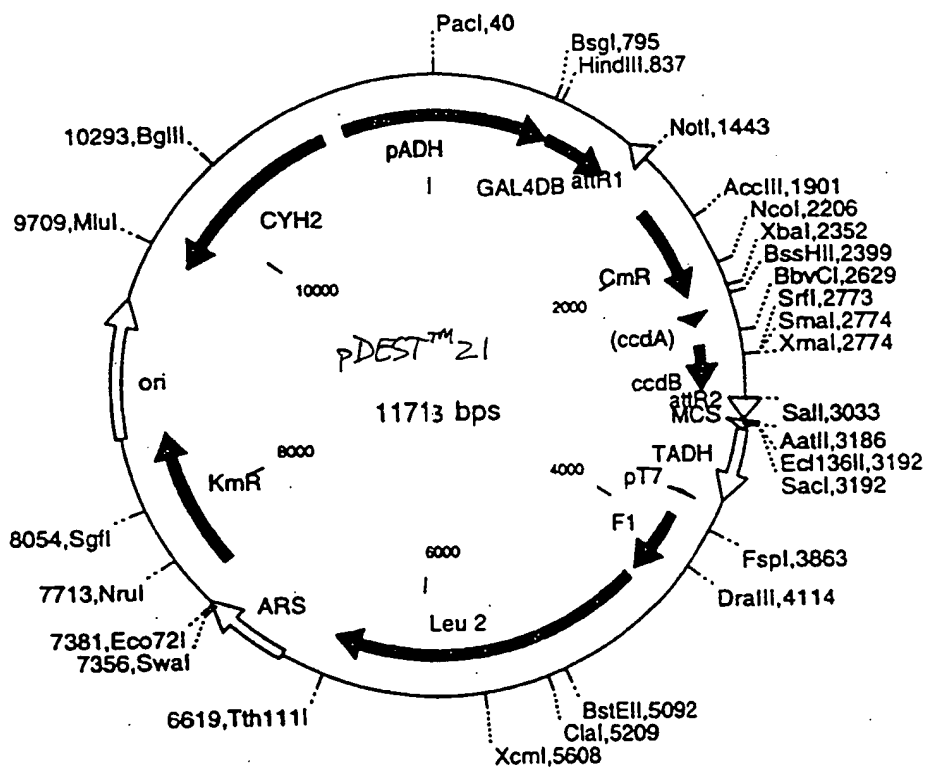 PacI,40
BsgI,795
HindIII,837
NotI,1443
AccIII,1901
NcoI,2206
XbaI,2352
BssHII,2399
BbvCI,2629
SrfI,2773
SmaI,2774
XmaI,2774
SalI,3033
AatII,3186
Ecl136II,3192
SacI,3192
FspI,3863
DraIII,4114
BstEII,5092
ClaI,5209
XcmI,5608
6619,Tth111I
7356,SwaI
7381,Eco72I
7713,NruI
8054,SgfI
9709,MluI
10293,BglII
pADH
GAL4DB
attR1
CmR
(ccdA)
ccdB
attR2
MCS
TADH
pT7
F1
Leu 2
ARS
KmR
ori
CYH2
2000
4000
6000
8000
10000
pDEST™21
11713 bps